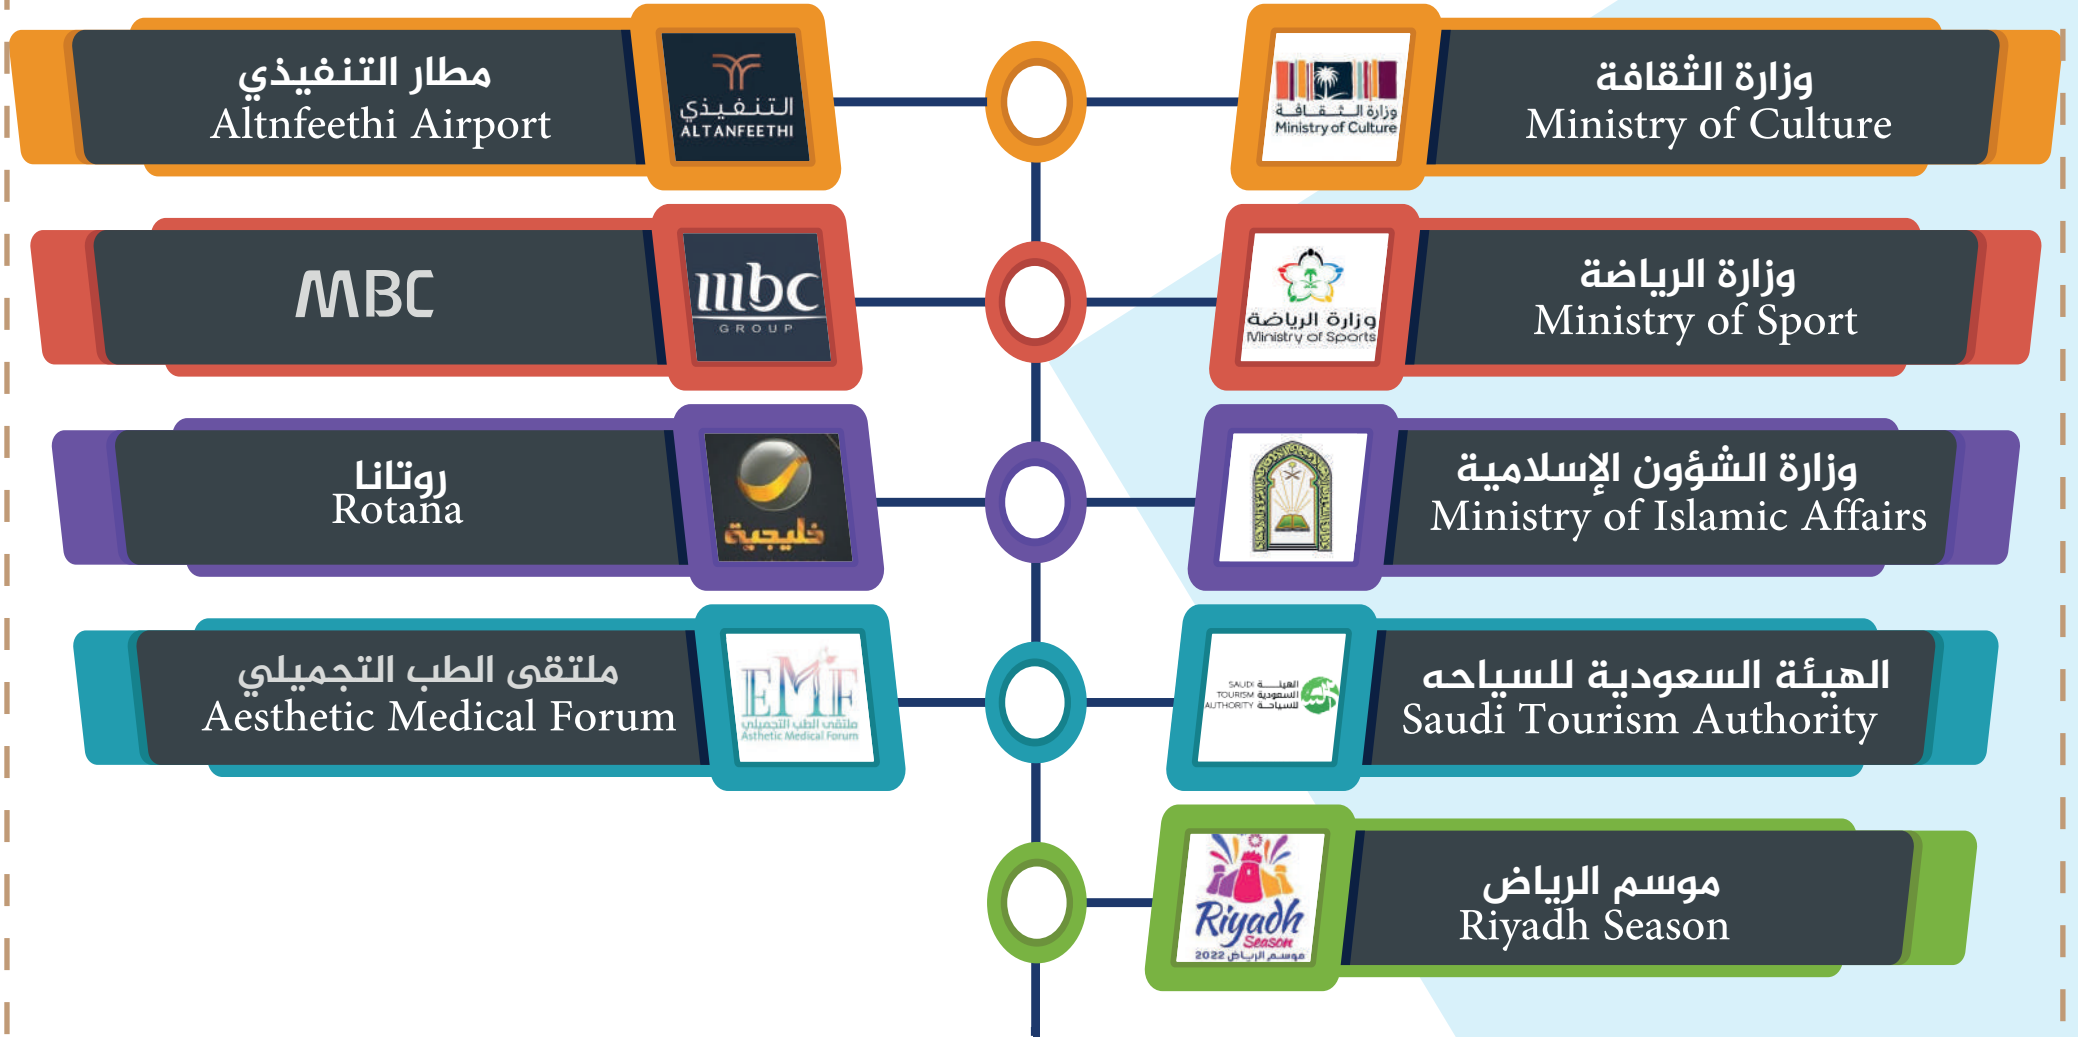 مطار التنفيذي
Altnfeethi Airport
التنفيذي
ALTANFEETHI
وزارة الثقافة
Ministry of Culture
وزارة الثقافة
Ministry of Culture
MBC
mbc
GROUP
وزارة الرياضة
Ministry of Sports
وزارة الرياضة
Ministry of Sport
روتانا
Rotana
خليجية
وزارة الشؤون الإسلامية
Ministry of Islamic Affairs
ملتقى الطب التجميلي
Aesthetic Medical Forum
EMF
ملتقى الطب التجميلي
Asthetic Medical Forum
SAUDI الهيئة
TOURISM السعودية
AUTHORITY للسياحة
الهيئة السعودية للسياحه
Saudi Tourism Authority
Riyadh
Season
موسم الرياض 2022
موسم الرياض
Riyadh Season